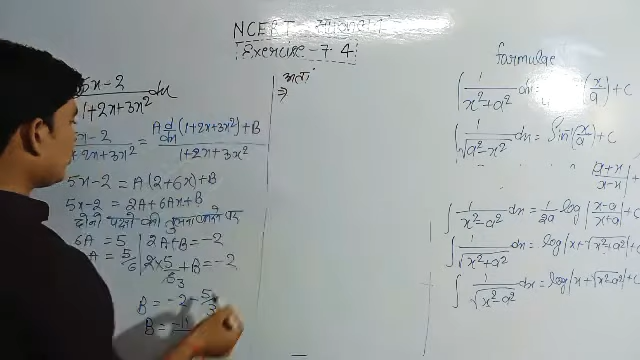 NCERT
Exercise - 7.4
5x-2 dx
1+2x+3x²
5x-2 = A d/dx (1+2x+3x²)+B
1+2x+3x² 1+2x+3x²
5x-2 = A(2+6x)+B
5x-2 = 2A+6Ax+B
दोनो पक्षो की तुलना करने पर
6A = 5 | 2A+B = -2
A = 5/6 | 2×5/6 3 +B = -2
B = -2 - 5/3
B = -11
अतः
⇒
formulae
∫ 1/(x²+a²) dx = (x/a) + C
∫ 1/√(a²-x²) dx = Sin⁻¹(x/a) + C
|a+x/a-x| +
∫ 1/(x²-a²) dx = 1/2a log |x-a/x+a| + C
∫ 1/√(x²+a²) dx = log|x+√x²+a²| + C
∫ 1/√(x²-a²) dx = log|x+√x²-a²| + C